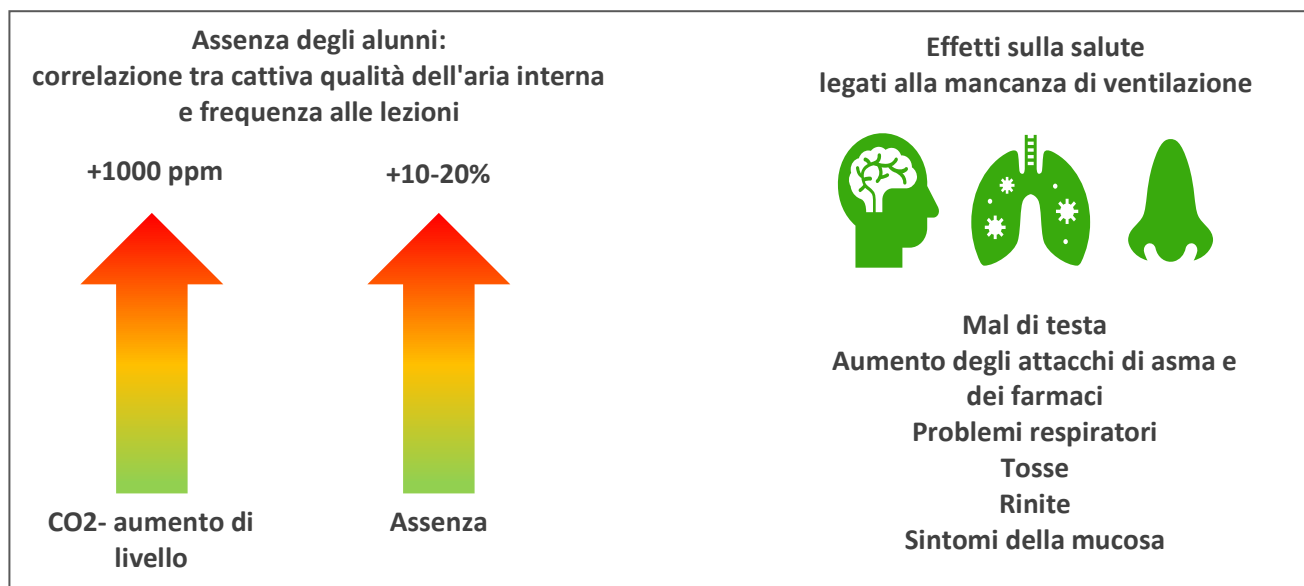 Assenza degli alunni:
correlazione tra cattiva qualità dell'aria interna
e frequenza alle lezioni
+1000 ppm
+10-20%
CO2- aumento di
livello
Assenza
Effetti sulla salute
legati alla mancanza di ventilazione
Mal di testa
Aumento degli attacchi di asma e
dei farmaci
Problemi respiratori
Tosse
Rinite
Sintomi della mucosa